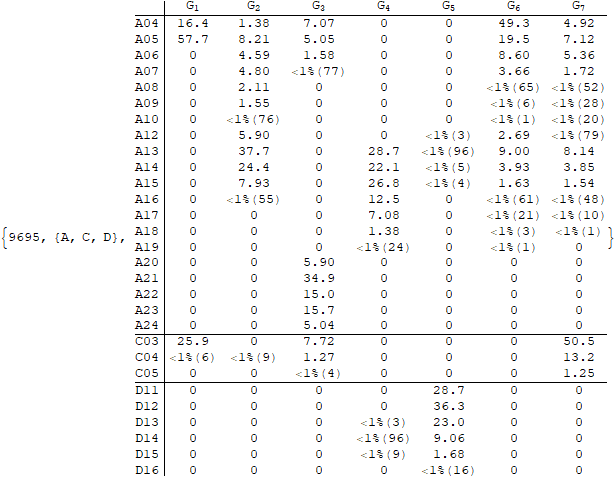 G1 G2 G3 G4 G5 G6 G7
A04 16.4 1.38 7.07 0 0 49.3 4.92
A05 57.7 8.21 5.05 0 0 19.5 7.12
A06 0 4.59 1.58 0 0 8.60 5.36
A07 0 4.80 <1%(77) 0 0 3.66 1.72
A08 0 2.11 0 0 0 <1%(65) <1%(52)
A09 0 1.55 0 0 0 <1%(6) <1%(28)
A10 0 <1%(76) 0 0 0 <1%(1) <1%(20)
A12 0 5.90 0 0 <1%(3) 2.69 <1%(79)
A13 0 37.7 0 28.7 <1%(96) 9.00 8.14
A14 0 24.4 0 22.1 <1%(5) 3.93 3.85
A15 0 7.93 0 26.8 <1%(4) 1.63 1.54
A16 0 <1%(55) 0 12.5 0 <1%(61) <1%(48)
A17 0 0 0 7.08 0 <1%(21) <1%(10)
{9695, {A, C, D}, A18 0 0 0 1.38 0 <1%(3) <1%(1) }
A19 0 0 0 <1%(24) 0 <1%(1) 0
A20 0 0 5.90 0 0 0 0
A21 0 0 34.9 0 0 0 0
A22 0 0 15.0 0 0 0 0
A23 0 0 15.7 0 0 0 0
A24 0 0 5.04 0 0 0 0
C03 25.9 0 7.72 0 0 0 50.5
C04 <1%(6) <1%(9) 1.27 0 0 0 13.2
C05 0 0 <1%(4) 0 0 0 1.25
D11 0 0 0 0 28.7 0 0
D12 0 0 0 0 36.3 0 0
D13 0 0 0 <1%(3) 23.0 0 0
D14 0 0 0 <1%(96) 9.06 0 0
D15 0 0 0 <1%(9) 1.68 0 0
D16 0 0 0 0 <1%(16) 0 0